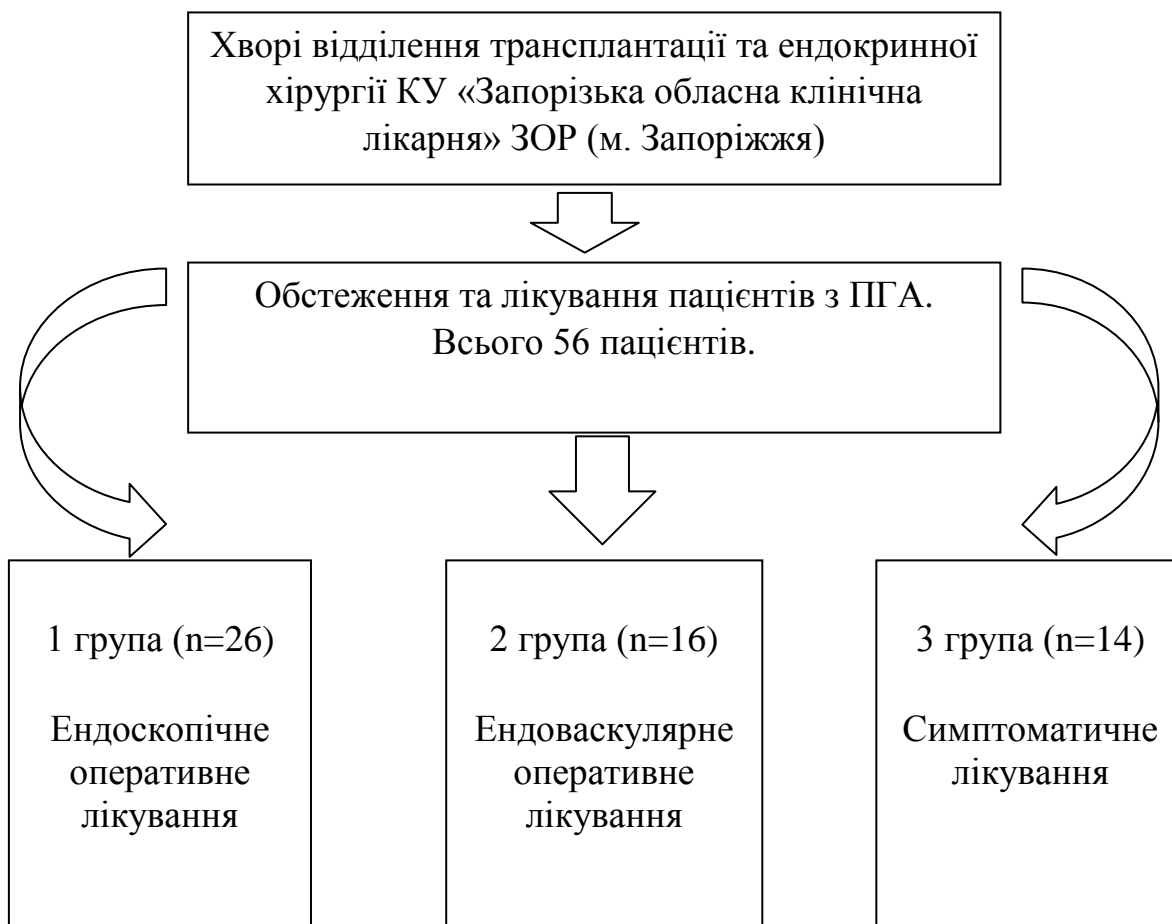 Хворі відділення трансплантації та ендокринної
хірургії КУ «Запорізька обласна клінічна
лікарня» ЗОР (м. Запоріжжя)
Обстеження та лікування пацієнтів з ПГА.
Всього 56 пацієнтів.
1 група (n=26)
Ендоскопічне
оперативне
лікування
2 група (n=16)
Ендоваскулярне
оперативне
лікування
3 група (n=14)
Симптоматичне
лікування